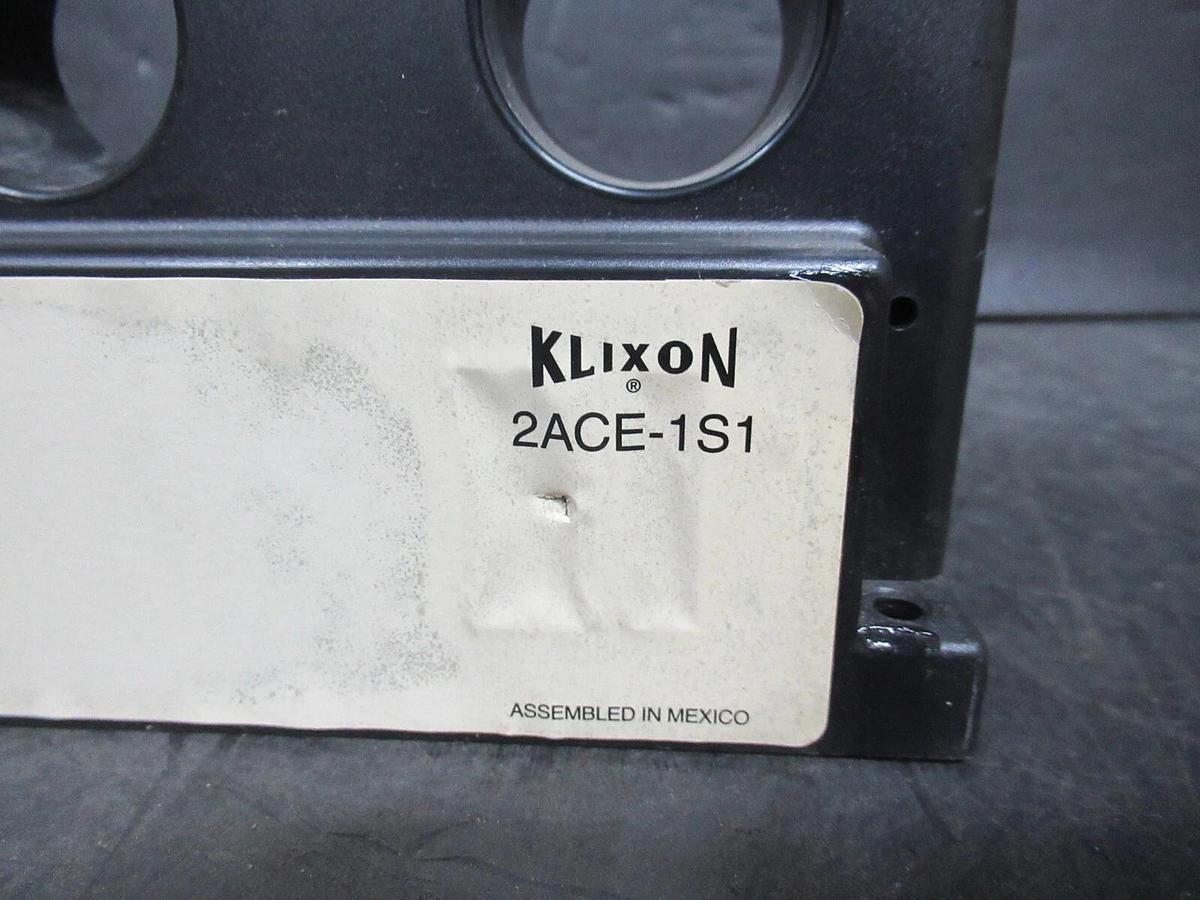 KLIXON
®
2ACE-1S1
ASSEMBLED IN MEXICO